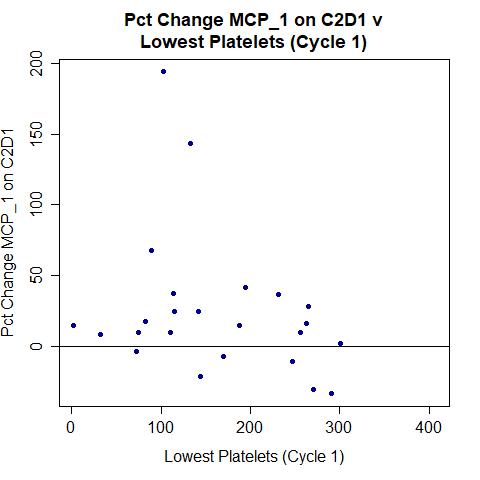 Pct Change MCP_1 on C2D1 v
Lowest Platelets (Cycle 1)
Pct Change MCP_1 on C2D1
200
150
100
50
0
0 100 200 300 400
Lowest Platelets (Cycle 1)